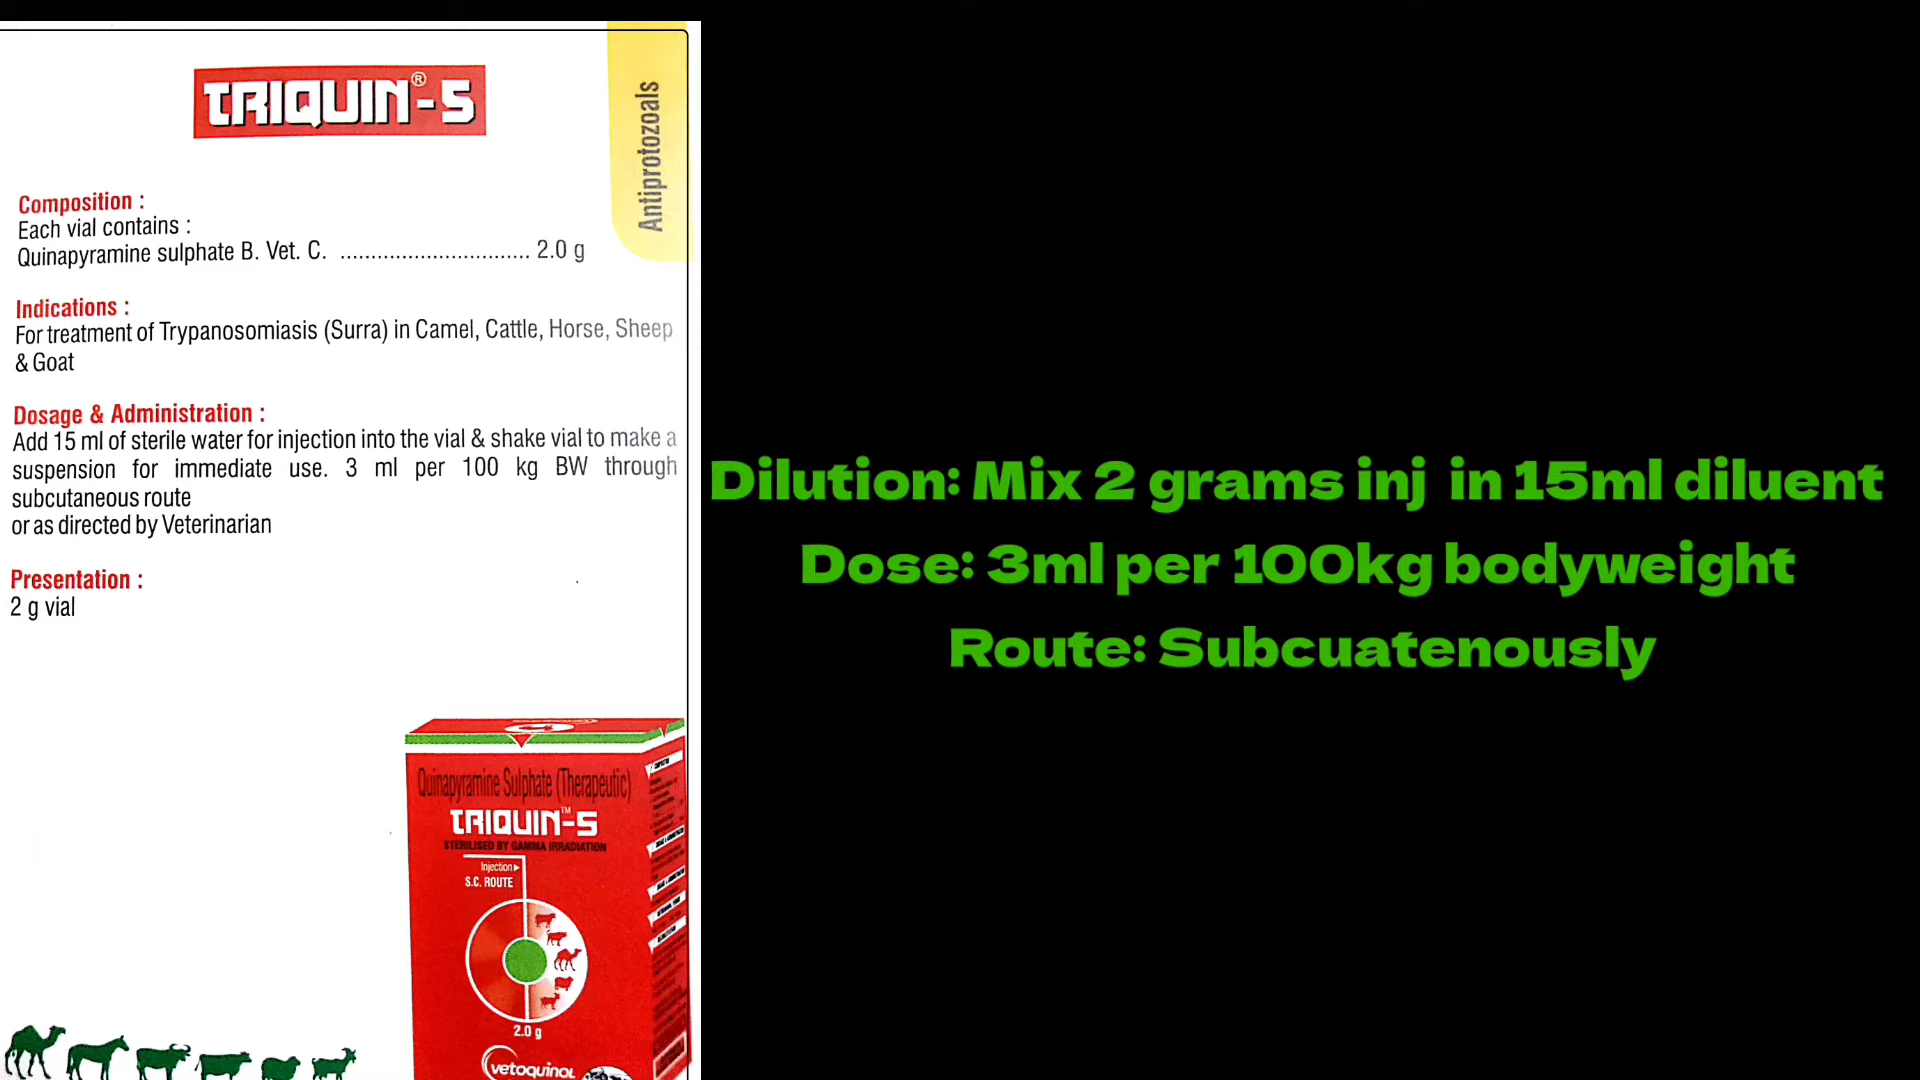 TRIQUIN®-S
Antiprotozoals
Composition :
Each vial contains :
Quinapyramine sulphate B. Vet. C. ............................... 2.0 g
Indications :
For treatment of Trypanosomiasis (Surra) in Camel, Cattle, Horse, Sheep
& Goat
Dosage & Administration :
Add 15 ml of sterile water for injection into the vial & shake vial to make a
suspension for immediate use. 3 ml per 100 kg BW through
subcutaneous route
or as directed by Veterinarian
Presentation :
2 g vial
Quinapyramine Sulphate (Therapeutic)
TRIQUIN™-S
STERILISED BY GAMMA IRRADIATION
Injection
S.C. ROUTE
2.0 g
vetoquinol
Dilution: Mix 2 grams inj in 15ml diluent
Dose: 3ml per 100kg bodyweight
Route: Subcuatenously